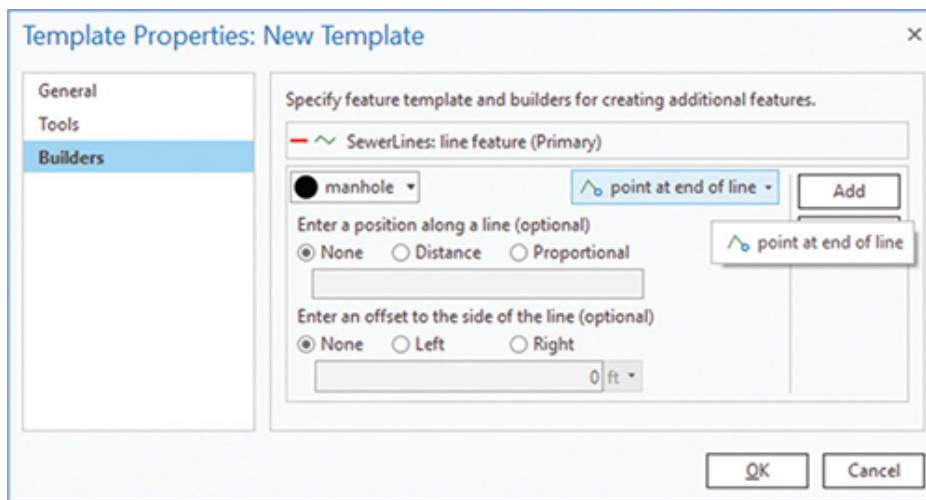 Template Properties: New Template
General
Tools
Builders
Specify feature template and builders for creating additional features.
SewerLines: line feature (Primary)
manhole
point at end of line
Add
point at end of line
Enter a position along a line (optional)
None Distance Proportional
Enter an offset to the side of the line (optional)
None Left Right
0 ft
OK Cancel